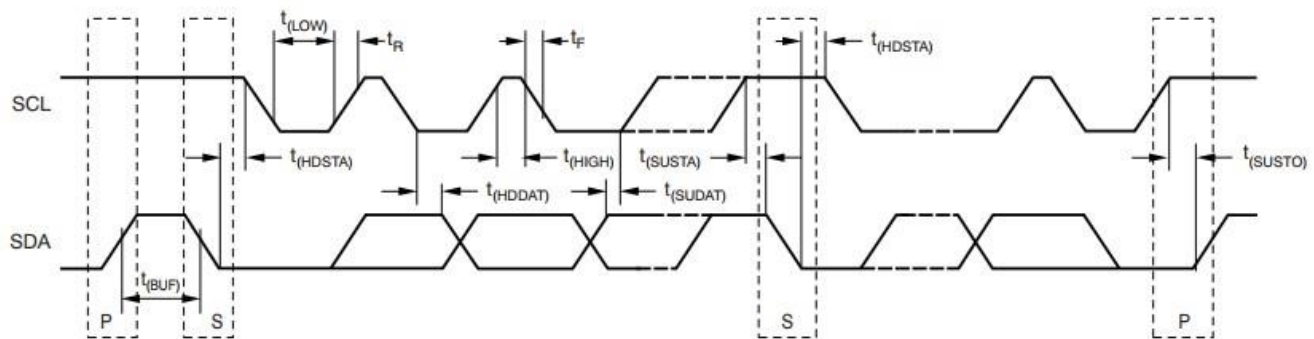 t(LOW)
tR
tF
t(HDSTA)
SCL
t(HDSTA)
t(HIGH)
t(SUSTA)
t(SUSTO)
t(HDDAT)
t(SUDAT)
SDA
t(BUF)
P
S
S
P